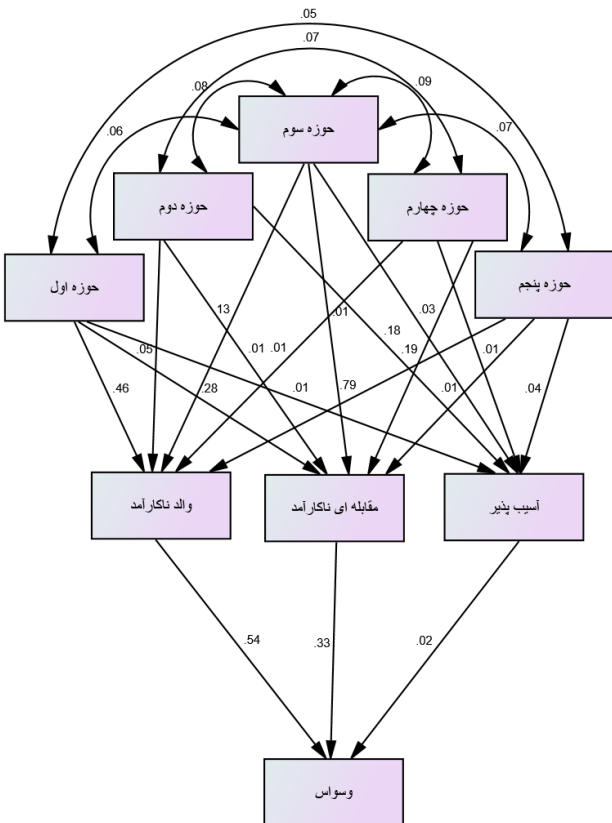 .05
.07
.08
.09
حوزه سوم
.06
.07
حوزه دوم
حوزه چهارم
حوزه اول
حوزه پنجم
.13
.01
.03
.05
.01
.01
.18
.19
.01
.46
.28
.01
.79
.01
.04
والد ناکارآمد
مقابله ای ناکارآمد
آسیب پذیر
.54
.33
.02
وسواس